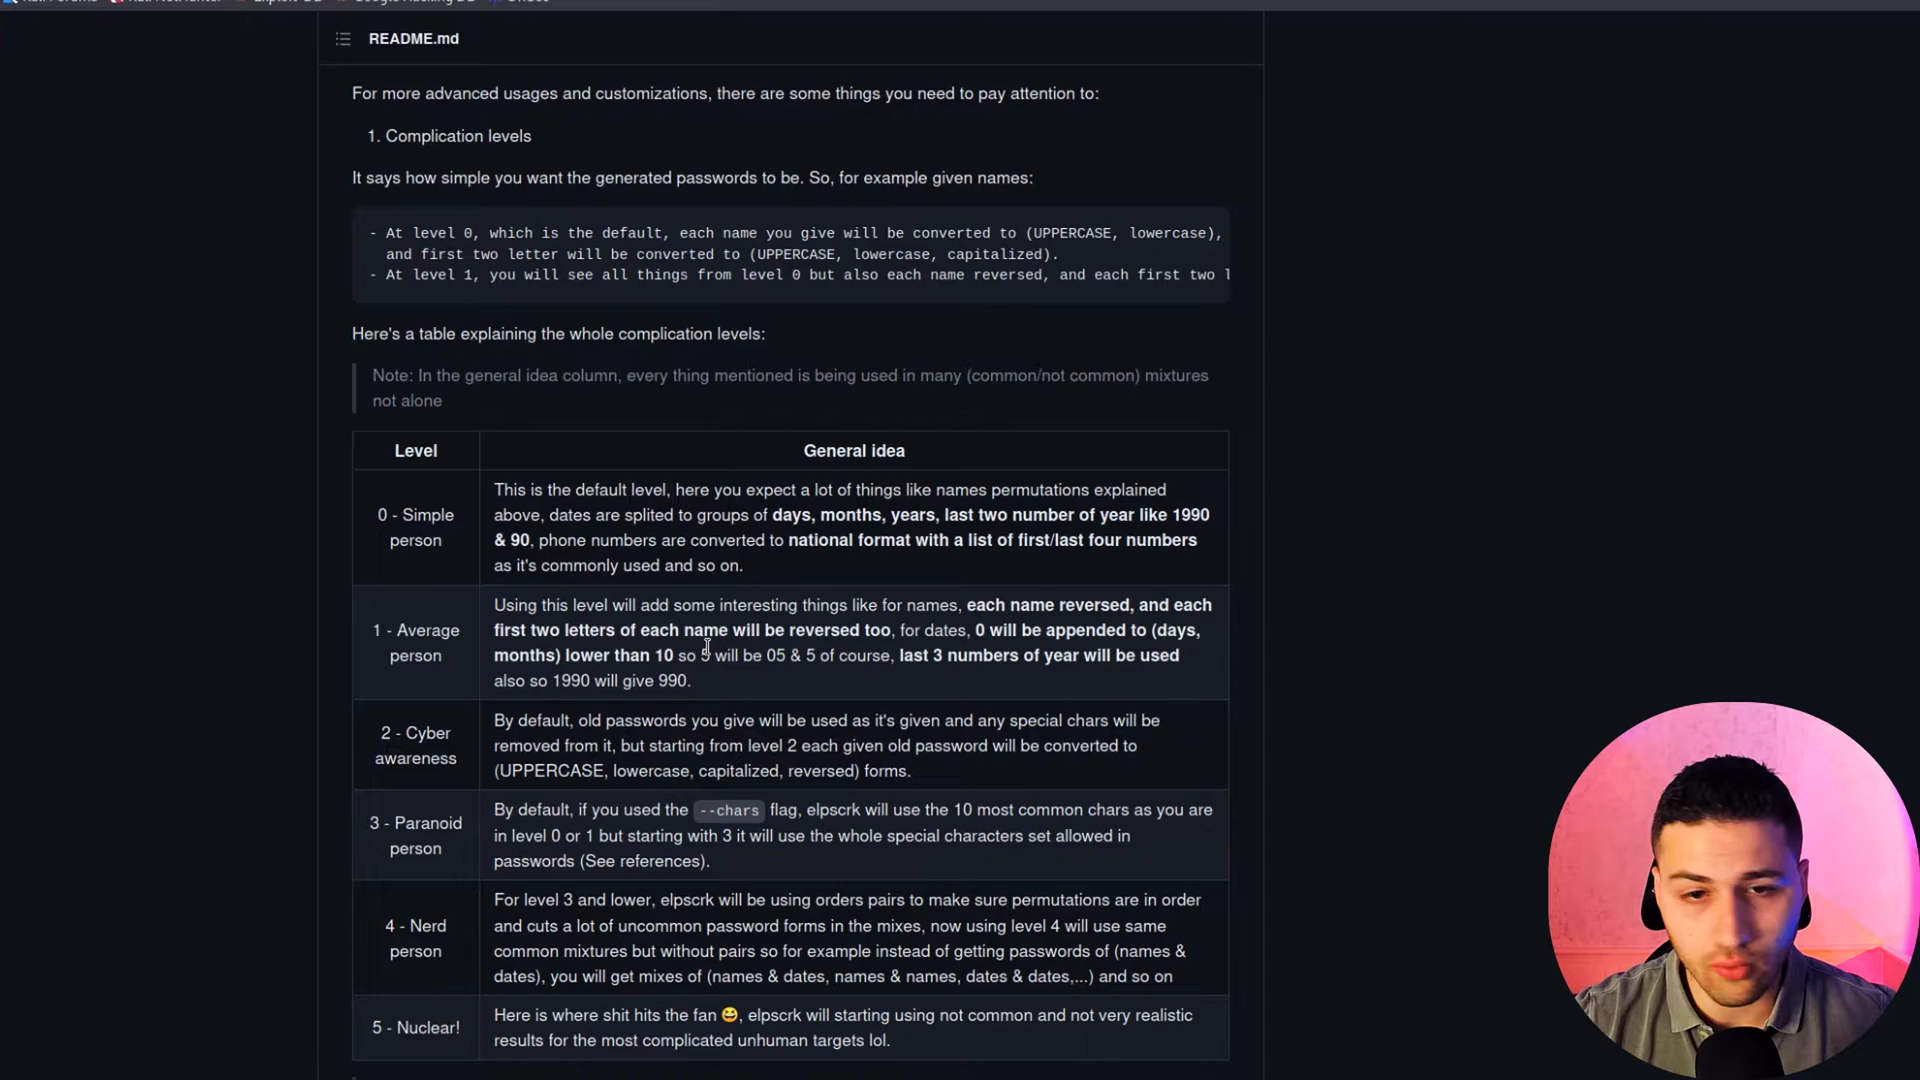 Exploit-DB
Google Hacking DB
README.md
For more advanced usages and customizations, there are some things you need to pay attention to:
1. Complication levels
It says how simple you want the generated passwords to be. So, for example given names:
- At level 0, which is the default, each name you give will be converted to (UPPERCASE, lowercase),
and first two letter will be converted to (UPPERCASE, lowercase, capitalized).
- At level 1, you will see all things from level 0 but also each name reversed, and each first two l
Here's a table explaining the whole complication levels:
Note: In the general idea column, every thing mentioned is being used in many (common/not common) mixtures
not alone
Level
General idea
0 - Simple
person
This is the default level, here you expect a lot of things like names permutations explained
above, dates are splited to groups of days, months, years, last two number of year like 1990
& 90, phone numbers are converted to national format with a list of first/last four numbers
as it's commonly used and so on.
1 - Average
person
Using this level will add some interesting things like for names, each name reversed, and each
first two letters of each name will be reversed too, for dates, 0 will be appended to (days,
months) lower than 10 so 5 will be 05 & 5 of course, last 3 numbers of year will be used
also so 1990 will give 990.
2 - Cyber
awareness
By default, old passwords you give will be used as it's given and any special chars will be
removed from it, but starting from level 2 each given old password will be converted to
(UPPERCASE, lowercase, capitalized, reversed) forms.
3 - Paranoid
person
By default, if you used the --chars flag, elpscrk will use the 10 most common chars as you are
in level 0 or 1 but starting with 3 it will use the whole special characters set allowed in
passwords (See references).
4 - Nerd
person
For level 3 and lower, elpscrk will be using orders pairs to make sure permutations are in order
and cuts a lot of uncommon password forms in the mixes, now using level 4 will use same
common mixtures but without pairs so for example instead of getting passwords of (names &
dates), you will get mixes of (names & dates, names & names, dates & dates,...) and so on
5 - Nuclear!
Here is where shit hits the fan 😅, elpscrk will starting using not common and not very realistic
results for the most complicated unhuman targets lol.